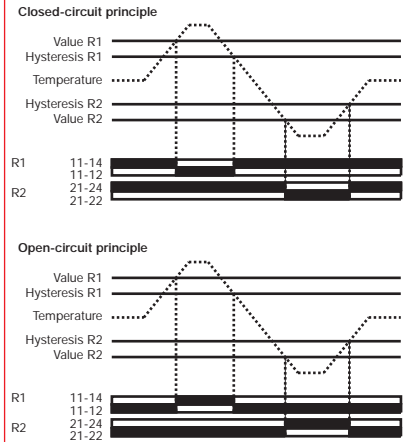 Closed-circuit principle
Value R1
Hysteresis R1
Temperature
Hysteresis R2
Value R2
R1 11-14
11-12
R2 21-24
21-22
Open-circuit principle
Value R1
Hysteresis R1
Temperature
Hysteresis R2
Value R2
R1 11-14
11-12
R2 21-24
21-22